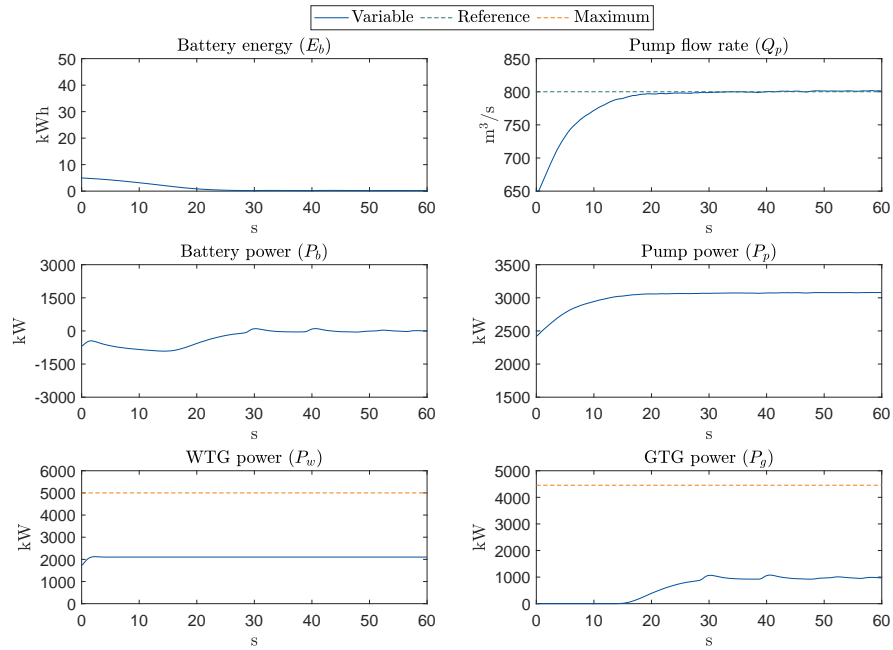 Variable Reference Maximum
Battery energy (E_b)
50
40
30
20
10
0
kWh
0 10 20 30 40 50 60
s
Pump flow rate (Q_p)
850
800
750
700
650
m³/s
0 10 20 30 40 50 60
s
Battery power (P_b)
3000
1500
0
-1500
-3000
kW
0 10 20 30 40 50 60
s
Pump power (P_p)
3500
3000
2500
2000
1500
kW
0 10 20 30 40 50 60
s
WTG power (P_w)
6000
5000
4000
3000
2000
1000
0
kW
0 10 20 30 40 50 60
s
GTG power (P_g)
5000
4000
3000
2000
1000
0
kW
0 10 20 30 40 50 60
s